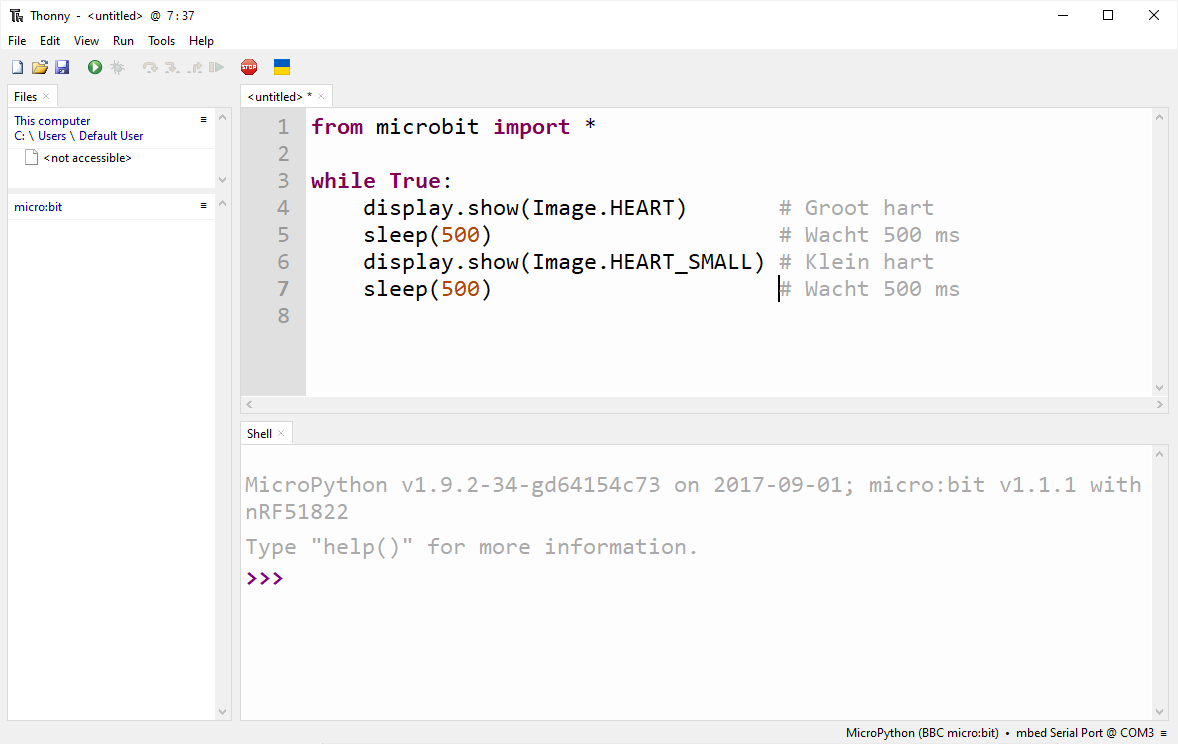 Thonny - <untitled> @ 7:37
File Edit View Run Tools Help
STOP
Files
This computer
C: \ Users \ Default User
<not accessible>
micro:bit
<untitled> *
1 from microbit import *
2
3 while True:
4     display.show(Image.HEART)       # Groot hart
5     sleep(500)                      # Wacht 500 ms
6     display.show(Image.HEART_SMALL) # Klein hart
7     sleep(500)                      # Wacht 500 ms
8
Shell
MicroPython v1.9.2-34-gd64154c73 on 2017-09-01; micro:bit v1.1.1 with
nRF51822
Type "help()" for more information.
>>>
MicroPython (BBC micro:bit) • mbed Serial Port @ COM3 ≡